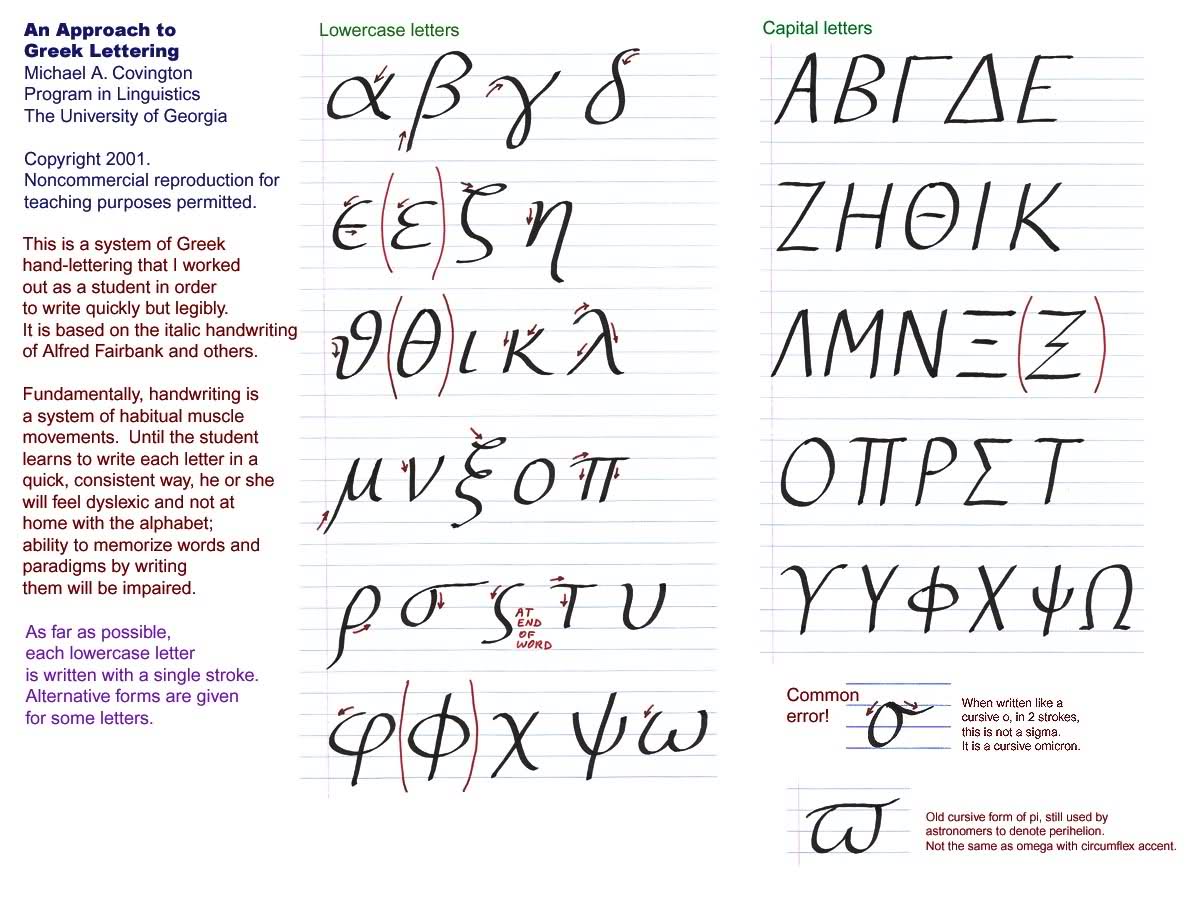 An Approach to
Greek Lettering
Michael A. Covington
Program in Linguistics
The University of Georgia
Copyright 2001.
Noncommercial reproduction for
teaching purposes permitted.
This is a system of Greek
hand-lettering that I worked
out as a student in order
to write quickly but legibly.
It is based on the italic handwriting
of Alfred Fairbank and others.
Fundamentally, handwriting is
a system of habitual muscle
movements. Until the student
learns to write each letter in a
quick, consistent way, he or she
will feel dyslexic and not at
home with the alphabet;
ability to memorize words and
paradigms by writing
them will be impaired.
As far as possible,
each lowercase letter
is written with a single stroke.
Alternative forms are given
for some letters.
Lowercase letters
α β γ δ
ϵ (ε) ζ η
ϑ (θ) ι κ λ
μ ν ξ ο π
ρ σ ς τ υ
AT
END
OF
WORD
φ (ϕ) χ ψ ω
Capital letters
Α Β Γ Δ Ε
Ζ Η Θ Ι Κ
Λ Μ Ν Ξ (Ξ)
Ο Π Ρ Σ Τ
ϒ Υ Φ Χ Ψ Ω
Common
error!
σ
When written like a
cursive o, in 2 strokes,
this is not a sigma.
It is a cursive omicron.
ϖ
Old cursive form of pi, still used by
astronomers to denote perihelion.
Not the same as omega with circumflex accent.